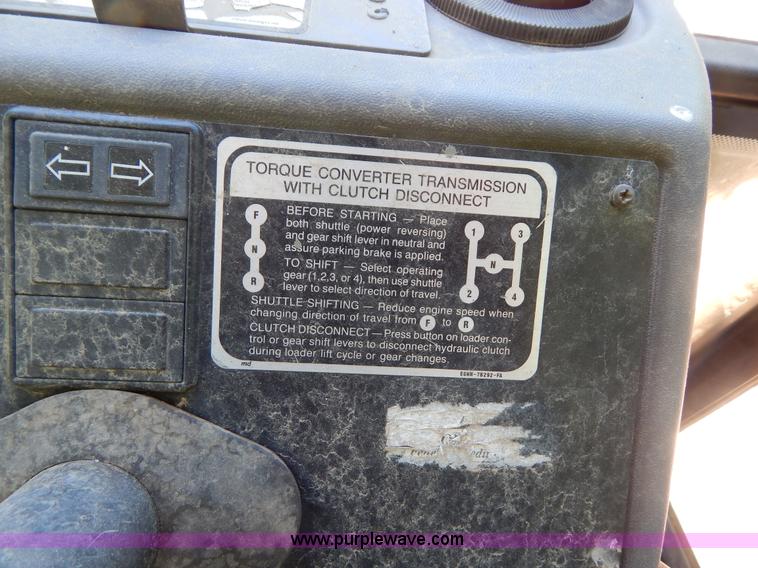 TORQUE CONVERTER TRANSMISSION
WITH CLUTCH DISCONNECT
F
N
R
BEFORE STARTING — Place
both shuttle (power reversing)
and gear shift lever in neutral and
assure parking brake is applied.
TO SHIFT — Select operating
gear (1,2,3, or 4), then use shuttle
lever to select direction of travel.
1 3
N
2 4
SHUTTLE SHIFTING — Reduce engine speed when
changing direction of travel from F to R
CLUTCH DISCONNECT — Press button on loader con-
trol or gear shift levers to disconnect hydraulic clutch
during loader lift cycle or gear changes.
md
www.purplewave.com